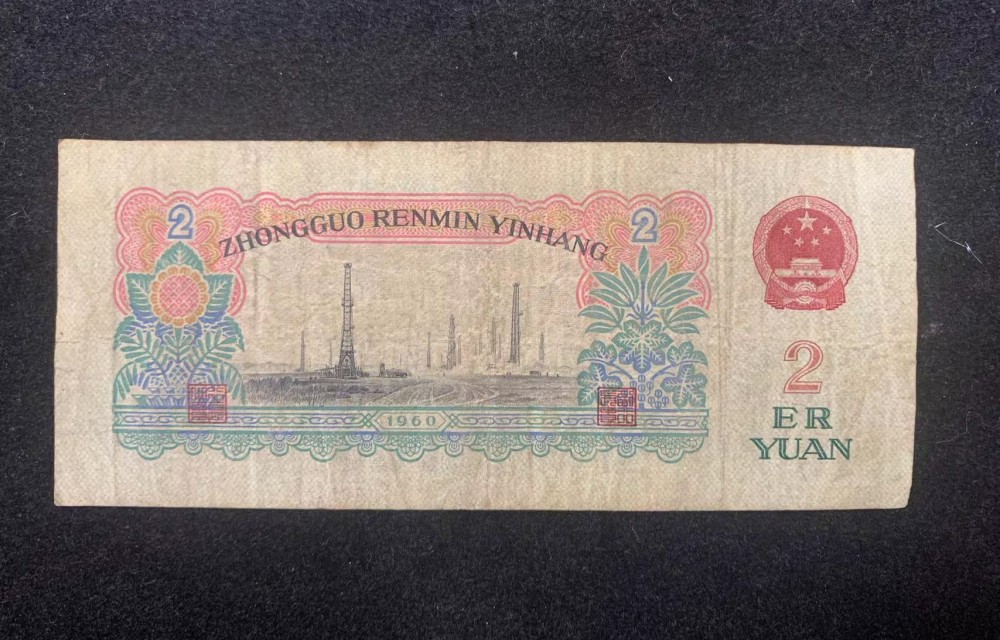 2
ZHONGGUO RENMIN YINHANG
2
1960
2
ER
YUAN